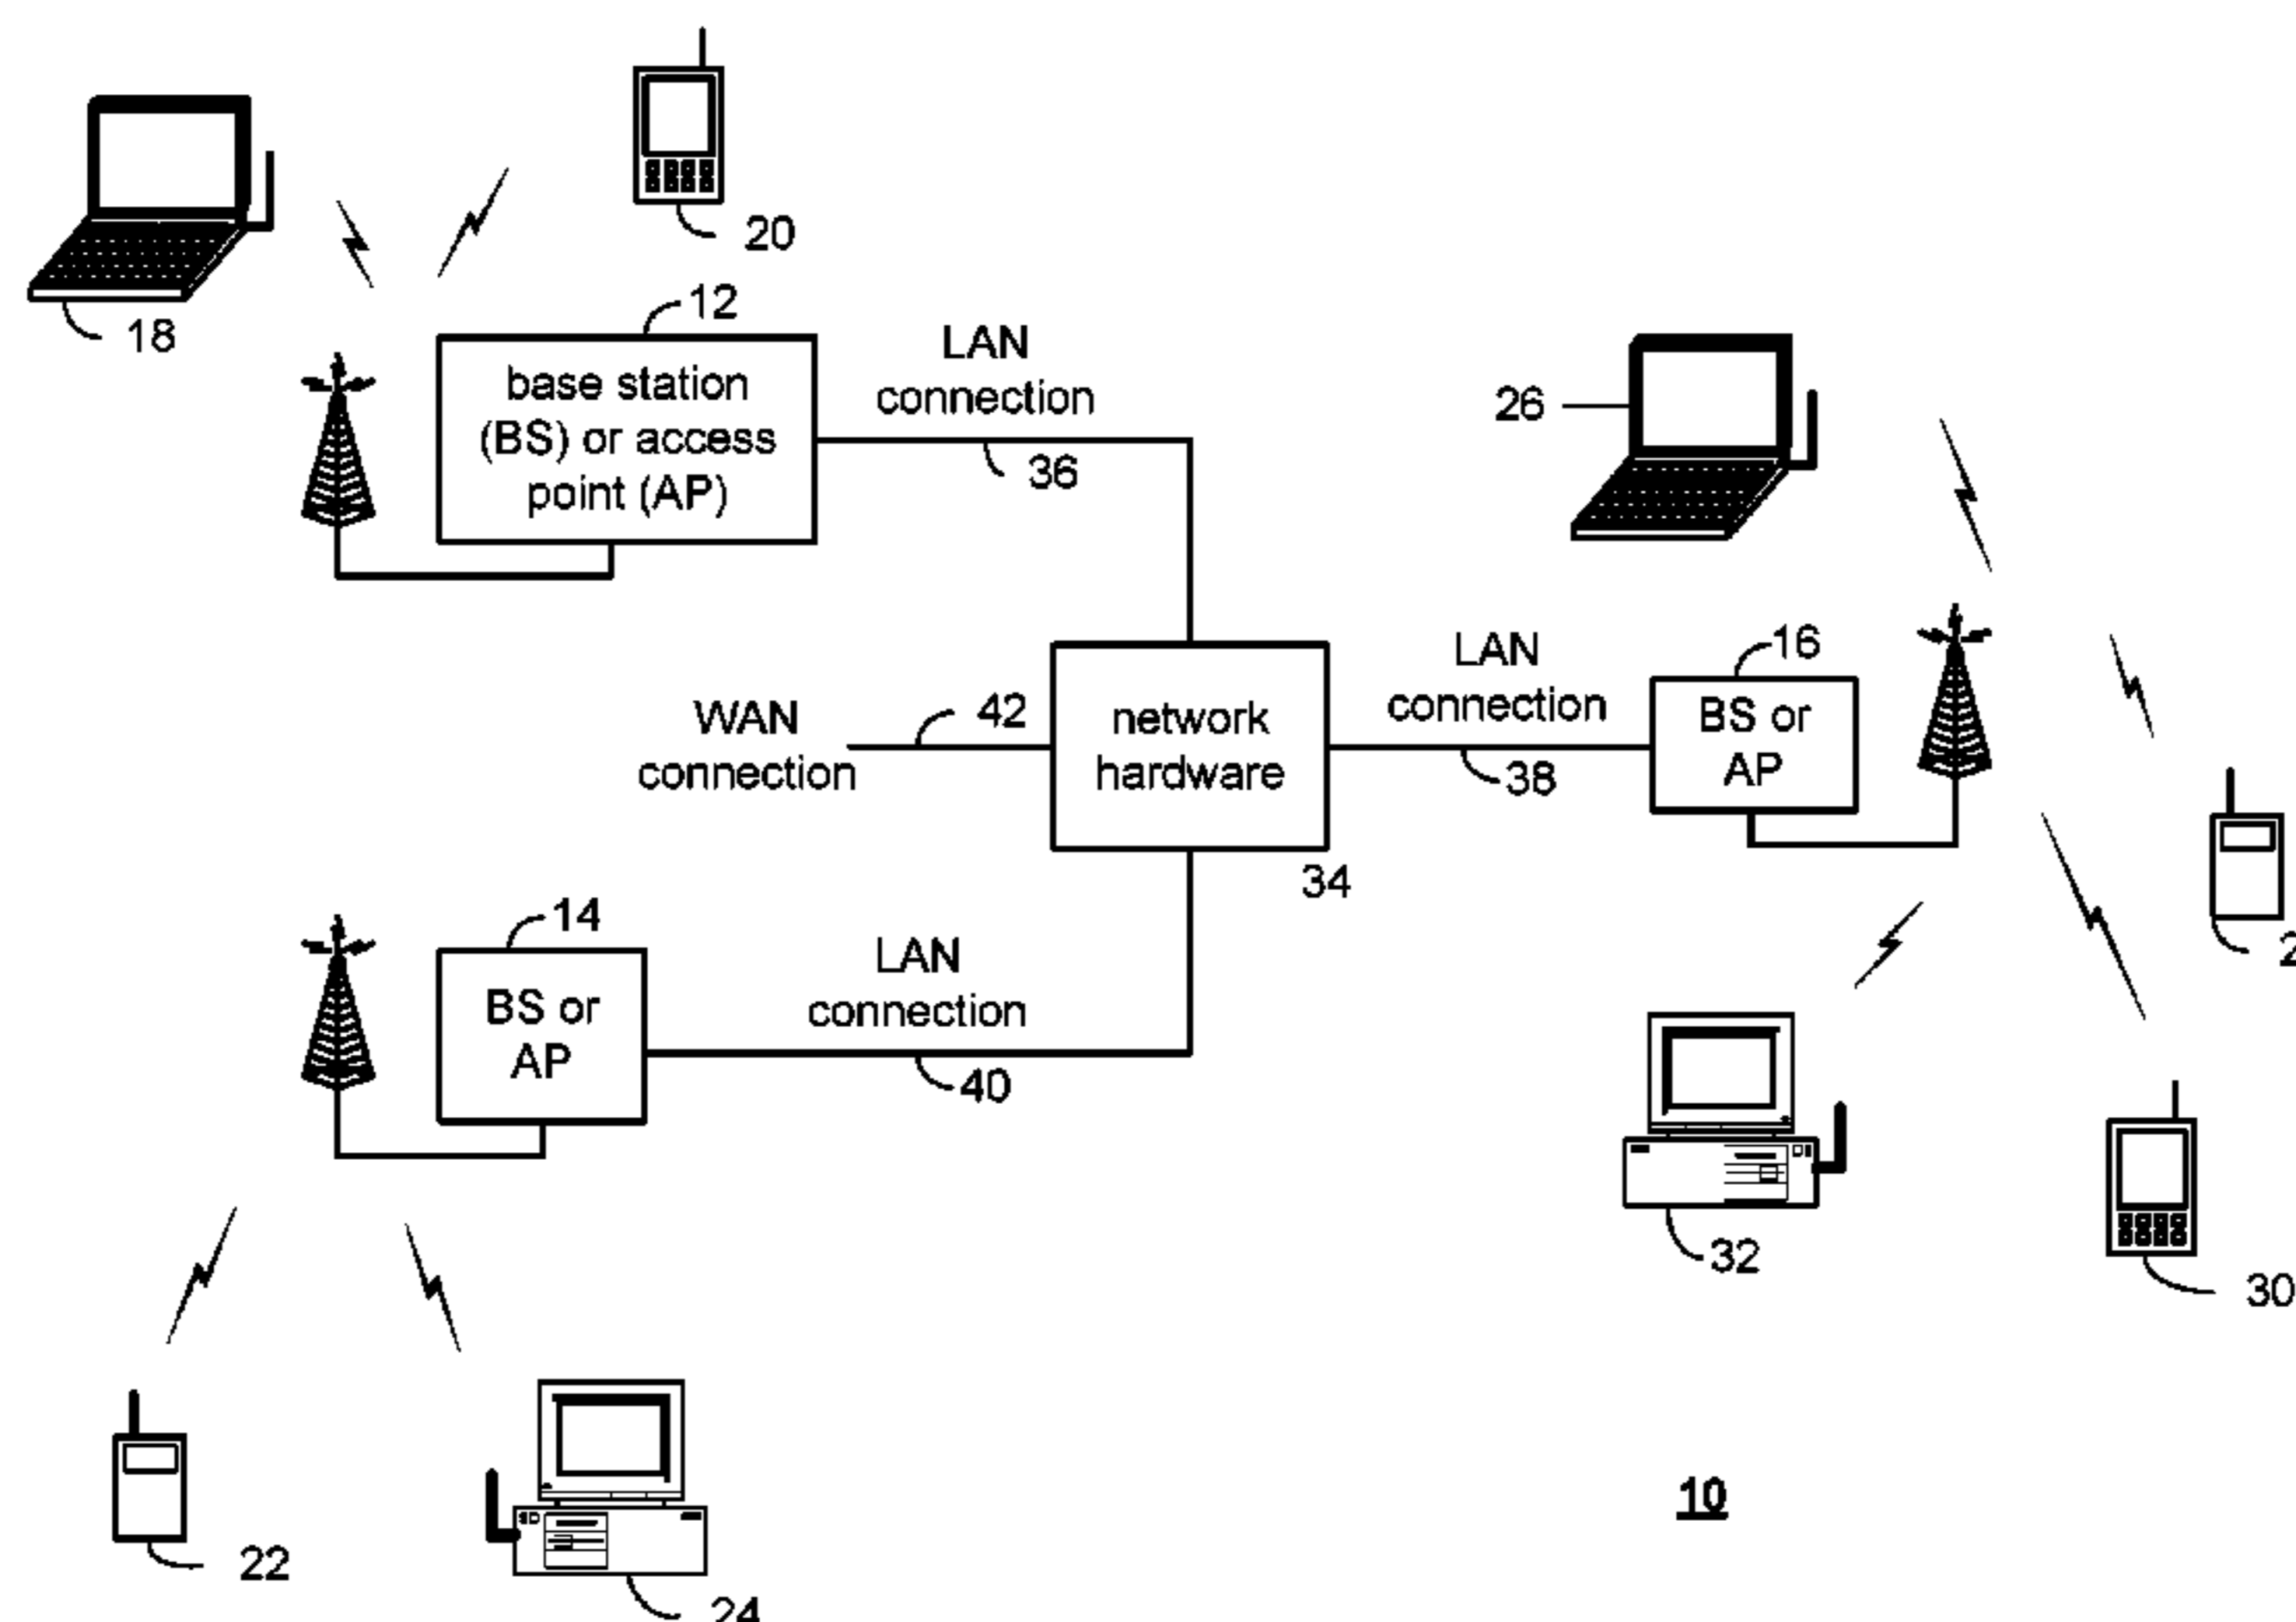 20
18
12
base station
(BS) or access
point (AP)
LAN
connection
36
26
WAN
connection
42
network
hardware
34
LAN
connection
38
16
BS or
AP
14
BS or
AP
LAN
connection
40
32
30
22
24
10